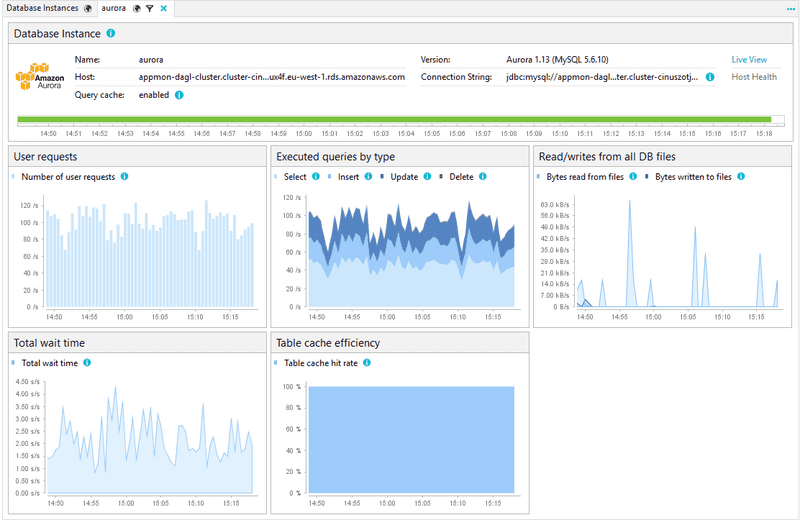 Database Instances aurora
Database Instance
Amazon Aurora
Name: aurora Version: Aurora 1.13 (MySQL 5.6.10) Live View
Host: appmon-dagl-cluster.cluster-cin...ux4f.eu-west-1.rds.amazonaws.com Connection String: jdbc:mysql://appmon-dagl...ter.cluster-cinuszotj... Host Health
Query cache: enabled
14:50 14:51 14:52 14:53 14:54 14:55 14:56 14:57 14:58 14:59 15:00 15:01 15:02 15:03 15:04 15:05 15:06 15:07 15:08 15:09 15:10 15:11 15:12 15:13 15:14 15:15 15:16 15:17 15:18
User requests
Number of user requests
120 /s
100 /s
80 /s
60 /s
40 /s
20 /s
0 /s
14:50 14:55 15:00 15:05 15:10 15:15
Executed queries by type
Select Insert Update Delete
120 /s
100 /s
80 /s
60 /s
40 /s
20 /s
0 /s
14:50 14:55 15:00 15:05 15:10 15:15
Read/writes from all DB files
Bytes read from files Bytes written to files
63.0 kB/s
56.0 kB/s
49.0 kB/s
42.0 kB/s
35.0 kB/s
28.0 kB/s
21.0 kB/s
14.0 kB/s
7.00 kB/s
0.00 B/s
14:50 14:55 15:00 15:05 15:10 15:15
Total wait time
Total wait time
4.50 s/s
4.00 s/s
3.50 s/s
3.00 s/s
2.50 s/s
2.00 s/s
1.50 s/s
1.00 s/s
0.50 s/s
0.00 s/s
14:50 14:55 15:00 15:05 15:10 15:15
Table cache efficiency
Table cache hit rate
100 %
80 %
60 %
40 %
20 %
0 %
14:50 14:55 15:00 15:05 15:10 15:15